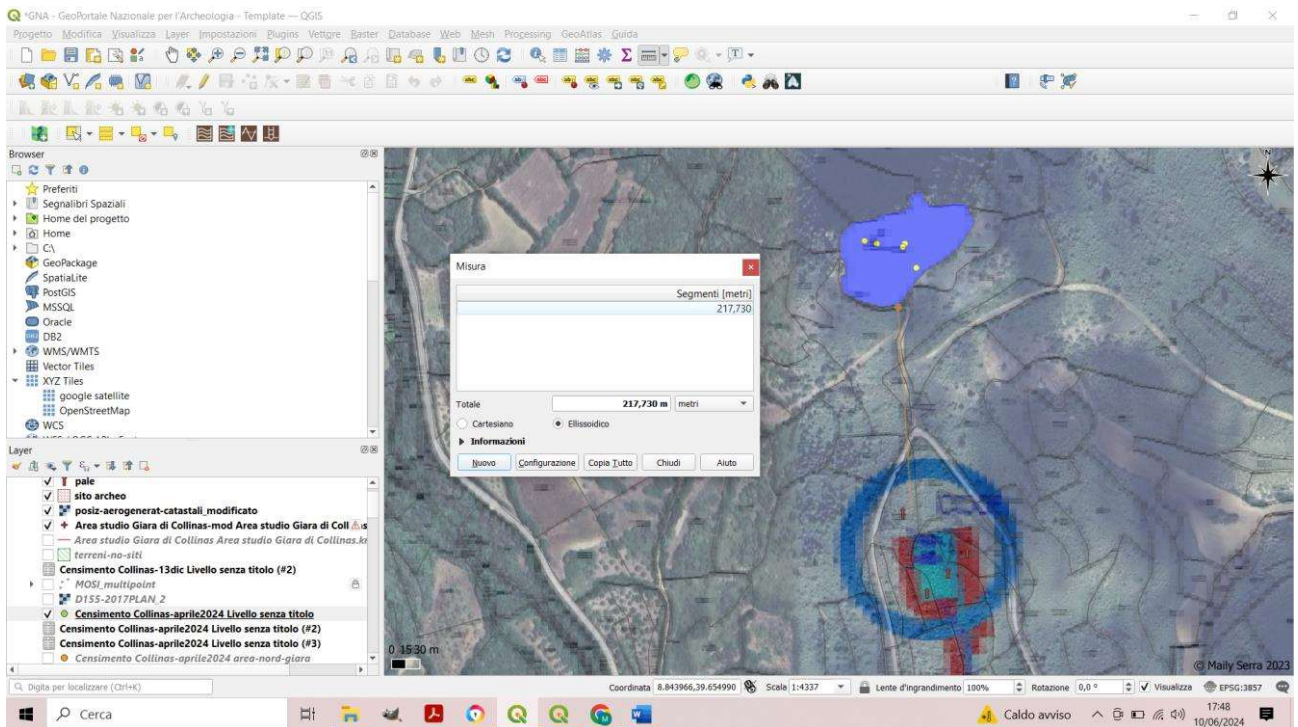 *GNA - GeoPortale Nazionale per l'Archeologia - Template — QGIS
Progetto Modifica Visualizza Layer Impostazioni Plugins Vettore Raster Database Web Mesh Processing GeoAtlas Guida
Browser
Preferiti
Segnalibri Spaziali
Home del progetto
Home
C:\
GeoPackage
SpatiaLite
PostGIS
MSSQL
Oracle
DB2
WMS/WMTS
Vector Tiles
XYZ Tiles
google satellite
OpenStreetMap
WCS
Layer
pale
sito archeo
posiz-aerogenerat-catastali_modificato
Area studio Giara di Collinas-mod Area studio Giara di Coll
Area studio Giara di Collinas Area studio Giara di Collinas.k
terreni-no-siti
Censimento Collinas-13dic Livello senza titolo (#2)
MOSI_multipoint
D155-2017PLAN_2
Censimento Collinas-aprile2024 Livello senza titolo
Censimento Collinas-aprile2024 Livello senza titolo (#2)
Censimento Collinas-aprile2024 Livello senza titolo (#3)
Censimento Collinas-aprile2024 area-nord-giara
Misura
Segmenti [metri]
217,730
Totale 217,730 m metri
Cartesiano Ellissoidico
Informazioni
Nuovo Configurazione Copia Tutto Chiudi Aiuto
N
0 15 30 m
© Maily Serra 2023
Digita per localizzare (Ctrl+K) Coordinata 8.843966,39.654990 Scala 1:4337 Lente d'ingrandimento 100% Rotazione 0,0 ° Visualizza EPSG:3857
Cerca Caldo avviso 17:48
10/06/2024